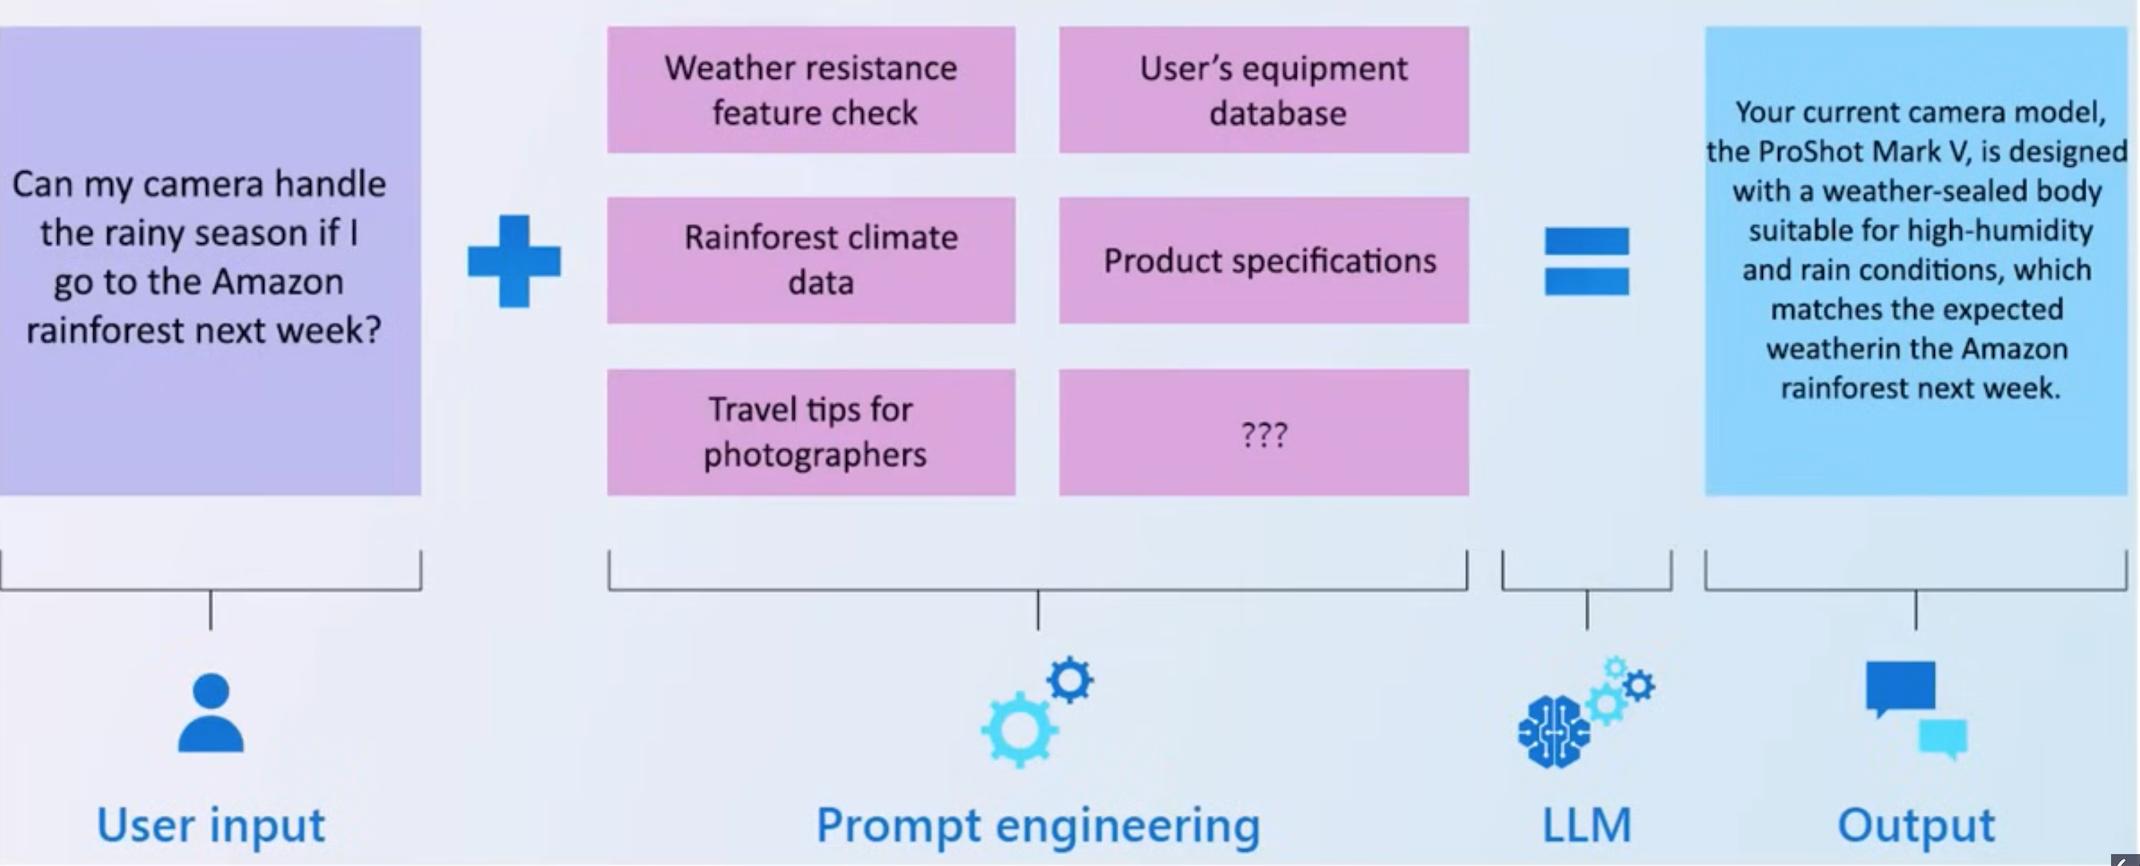 Can my camera handle
the rainy season if I
go to the Amazon
rainforest next week?
Weather resistance
feature check
User’s equipment
database
Rainforest climate
data
Product specifications
Travel tips for
photographers
???
Your current camera model,
the ProShot Mark V, is designed
with a weather-sealed body
suitable for high-humidity
and rain conditions, which
matches the expected
weatherin the Amazon
rainforest next week.
User input
Prompt engineering
LLM
Output